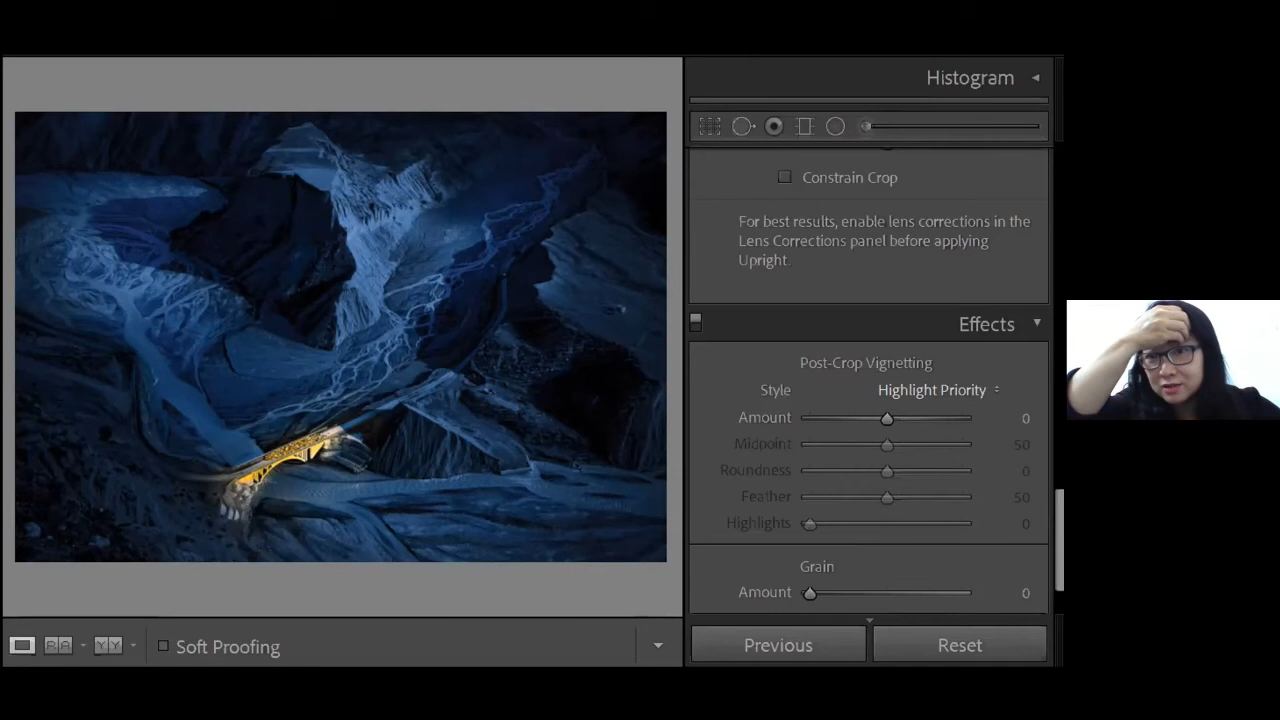 Histogram
Constrain Crop
For best results, enable lens corrections in the
Lens Corrections panel before applying
Upright.
Effects
Post-Crop Vignetting
Style Highlight Priority
Amount 0
Midpoint 50
Roundness 0
Feather 50
Highlights 0
Grain
Amount 0
Previous Reset
R A Y Y Soft Proofing